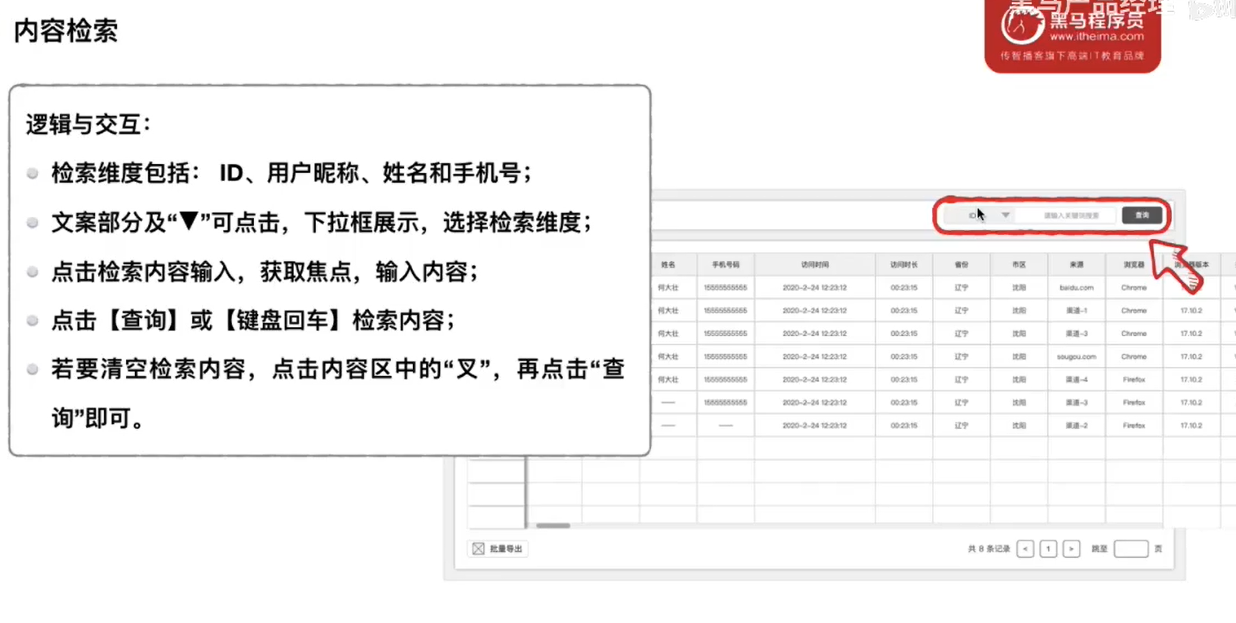 内容检索
黑马程序员
www.itheima.com
传智播客旗下高端IT教育品牌
逻辑与交互：
检索维度包括： ID、用户昵称、姓名和手机号；
文案部分及“▼”可点击，下拉框展示，选择检索维度；
点击检索内容输入，获取焦点，输入内容；
点击【查询】或【键盘回车】检索内容；
若要清空检索内容，点击内容区中的“叉”，再点击“查
询”即可。
ID 请输入关键词搜索 查询
姓名 手机号码 访问时间 访问时长 省份 市区 来源 浏览器 浏览器版本
何大壮 15555555555 2020-2-24 12:23:12 00:23:15 辽宁 沈阳 baidu.com Chrome
何大壮 15555555555 2020-2-24 12:23:12 00:23:15 辽宁 沈阳 渠道-1 Chrome 17.10.2
何大壮 15555555555 2020-2-24 12:23:12 00:23:15 辽宁 沈阳 渠道-3 Chrome 17.10.2
何大壮 15555555555 2020-2-24 12:23:12 00:23:15 辽宁 沈阳 sougou.com Chrome 17.10.2
何大壮 15555555555 2020-2-24 12:23:12 00:23:15 辽宁 沈阳 渠道-4 Firefox 17.10.2
—— 15555555555 2020-2-24 12:23:12 00:23:15 辽宁 沈阳 渠道-3 Firefox 17.10.2
—— —— 2020-2-24 12:23:12 00:23:15 辽宁 沈阳 渠道-2 Firefox 17.10.2
批量导出 共 8 条记录 < 1 > 跳至 页